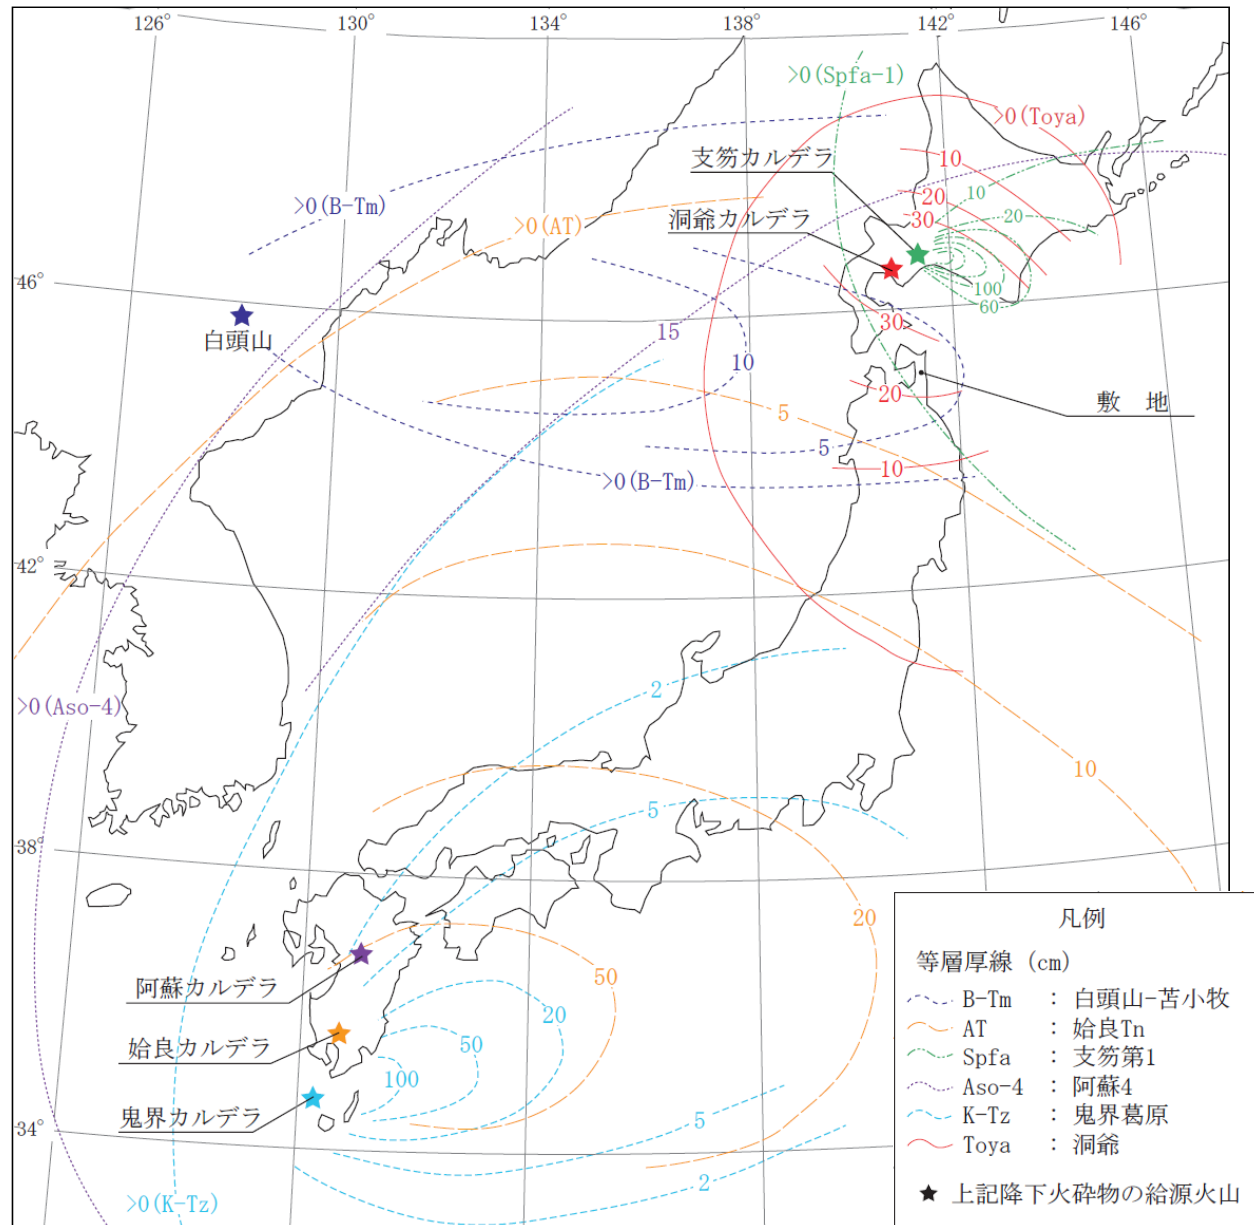 126° 130° 134° 138° 142° 146°
>0(Spfa-1)
>0(Toya)
支笏カルデラ
10
10
20
20
>0(B-Tm)
>0(AT)
洞爺カルデラ
30
46°
100
60
白頭山
15
30
10
20
敷 地
5
5
10
>0(B-Tm)
42°
2
>0(Aso-4)
10
5
38°
20
50
阿蘇カルデラ
20
始良カルデラ
50
100
鬼界カルデラ
5
34°
2
>0(K-Tz)
凡例
等層厚線 (cm)
B-Tm : 白頭山-苫小牧
AT : 姶良Tn
Spfa : 支笏第1
Aso-4 : 阿蘇4
K-Tz : 鬼界葛原
Toya : 洞爺
★ 上記降下火砕物の給源火山